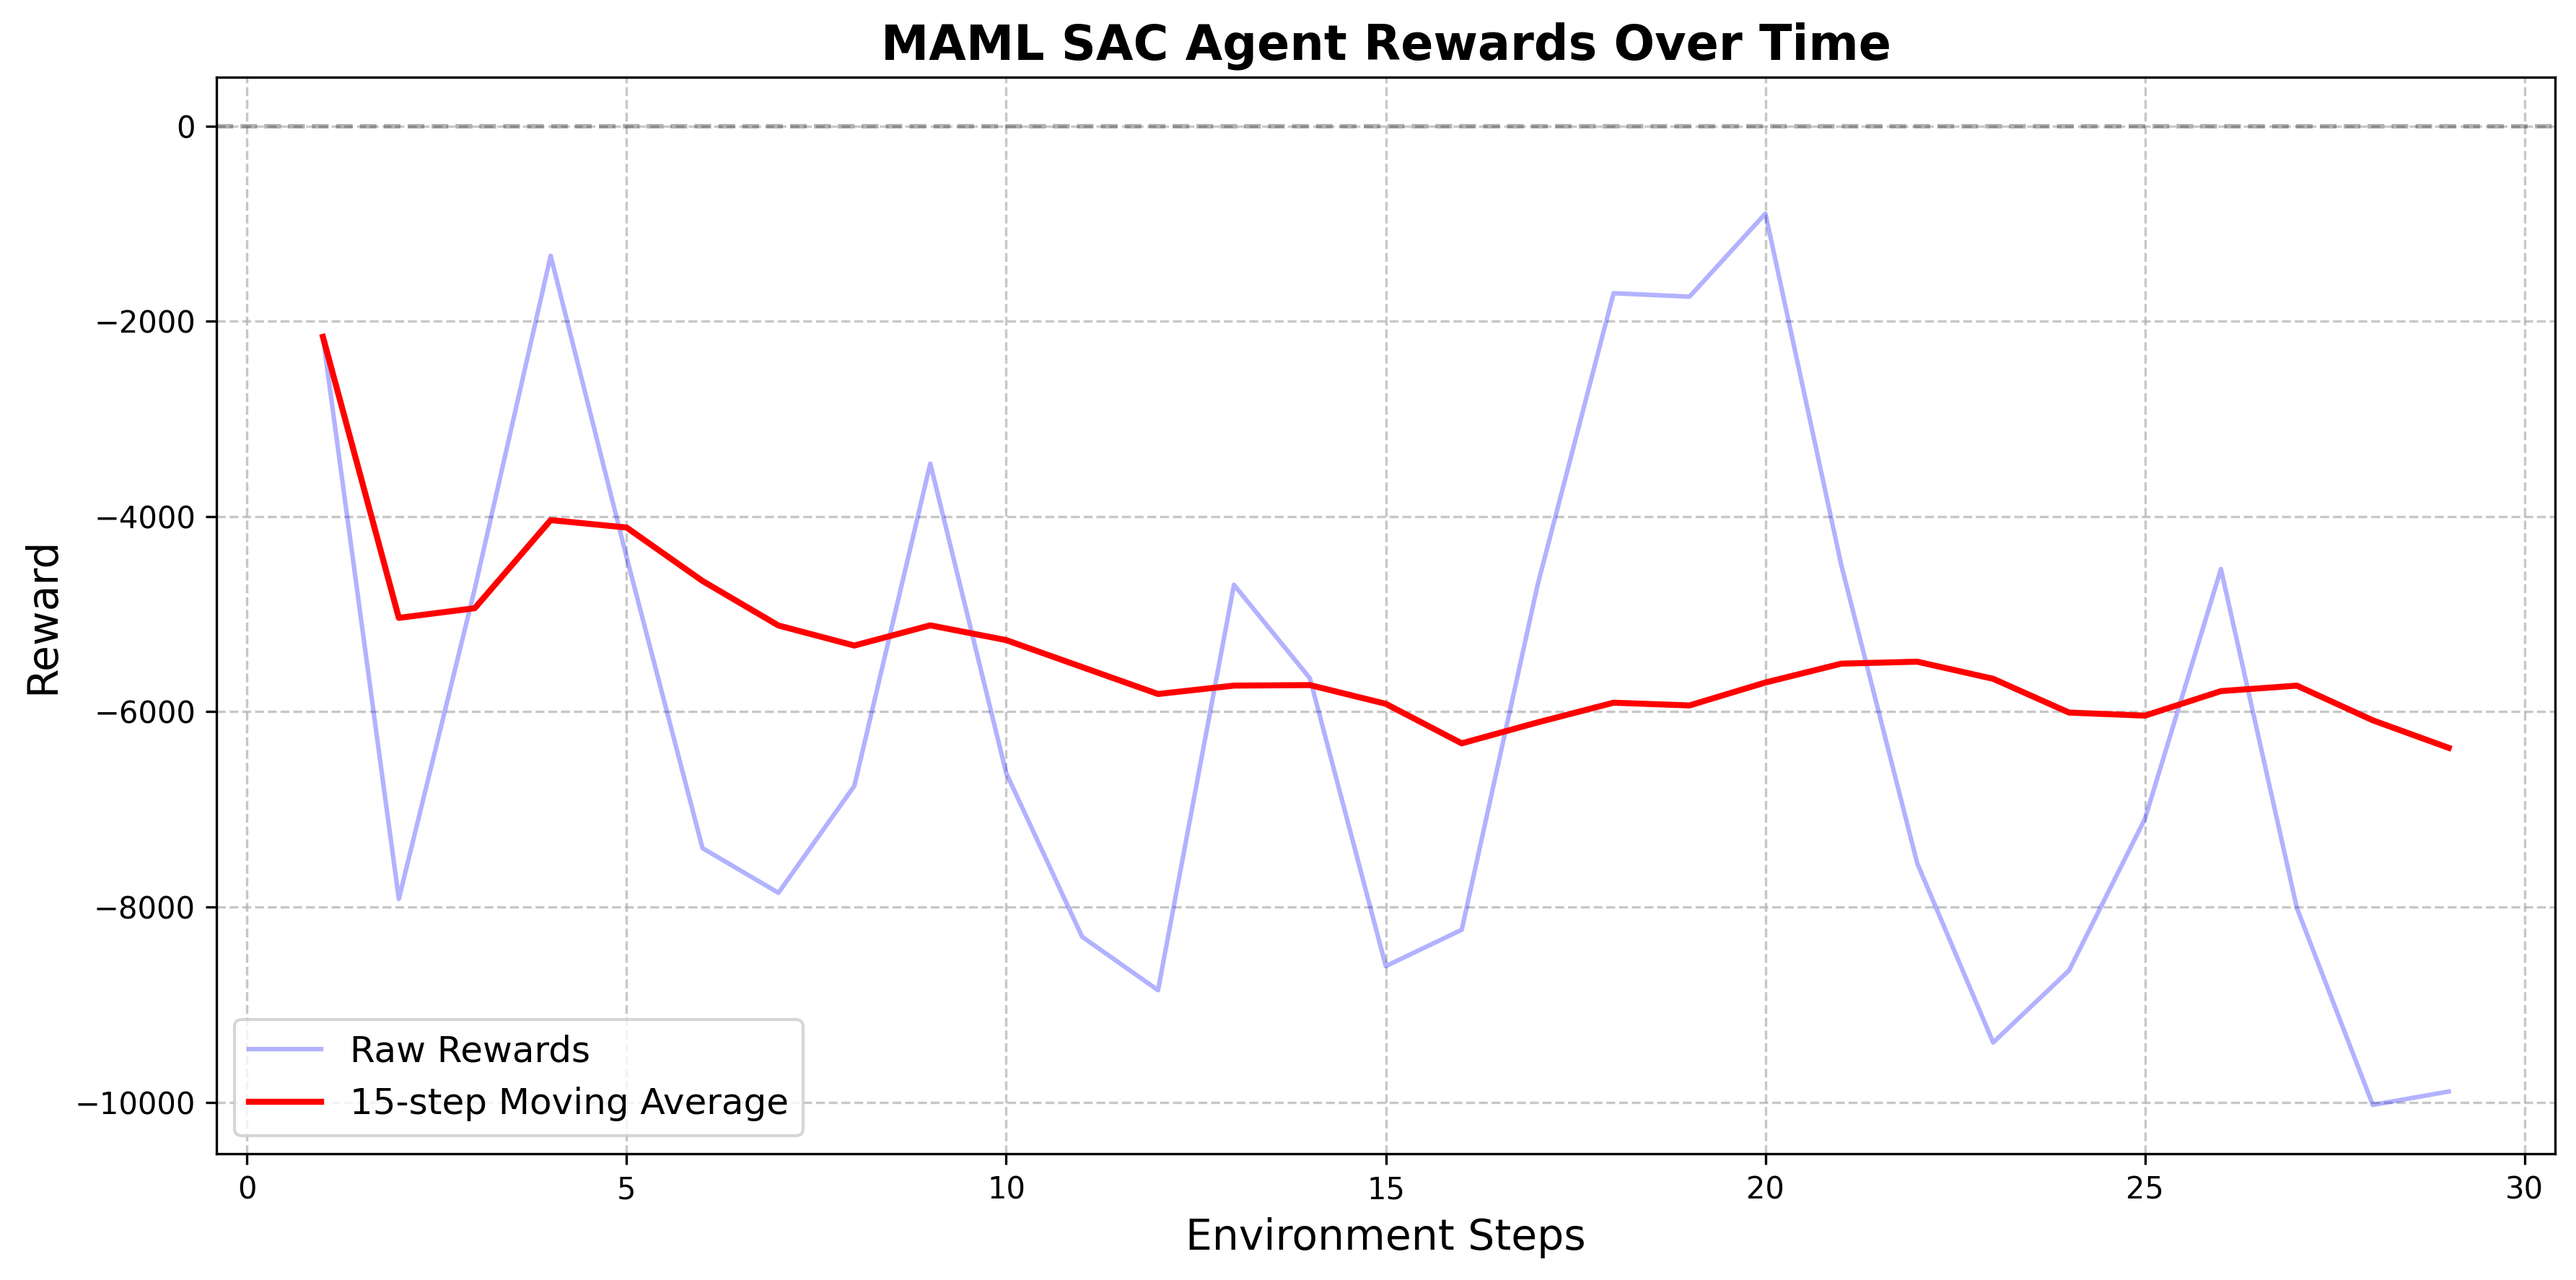 MAML SAC Agent Rewards Over Time
Reward
0
−2000
−4000
−6000
−8000
−10000
Raw Rewards
15-step Moving Average
0 5 10 15 20 25 30
Environment Steps